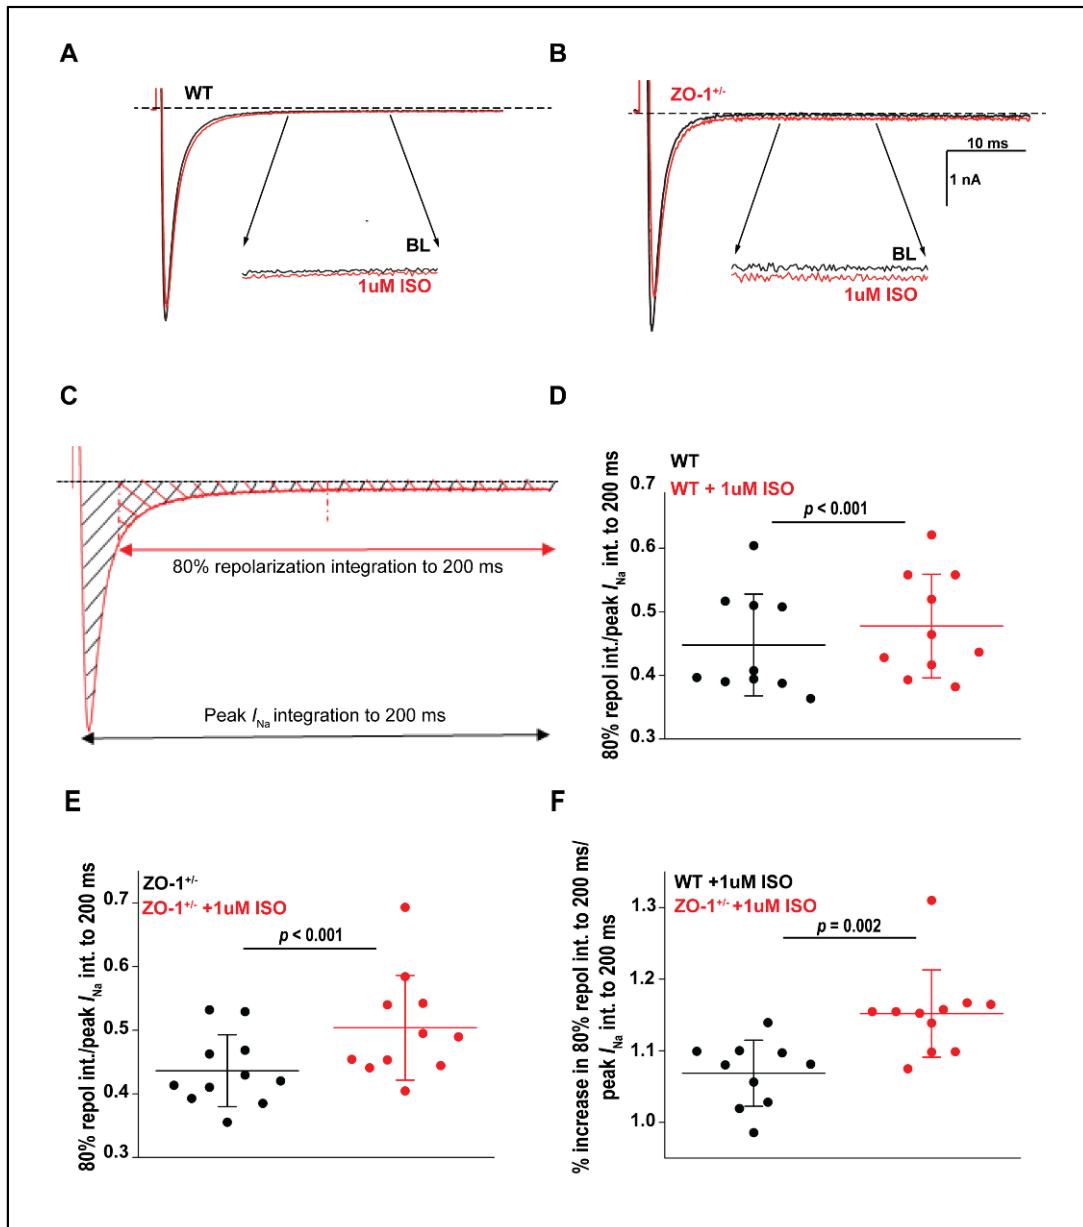 A
WT
BL
1uM ISO
B
ZO-1+/-
10 ms
1 nA
BL
1uM ISO
C
80% repolarization integration to 200 ms
Peak INa integration to 200 ms
D
WT
WT + 1uM ISO
80% repol int./peak INa int. to 200 ms
0.7
0.6
0.5
0.4
0.3
p < 0.001
E
ZO-1+/-
ZO-1+/- +1uM ISO
80% repol int./peak INa int. to 200 ms
0.7
0.6
0.5
0.4
0.3
p < 0.001
F
WT +1uM ISO
ZO-1+/- +1uM ISO
% increase in 80% repol int. to 200 ms/
peak INa int. to 200 ms
1.3
1.2
1.1
1.0
p = 0.002